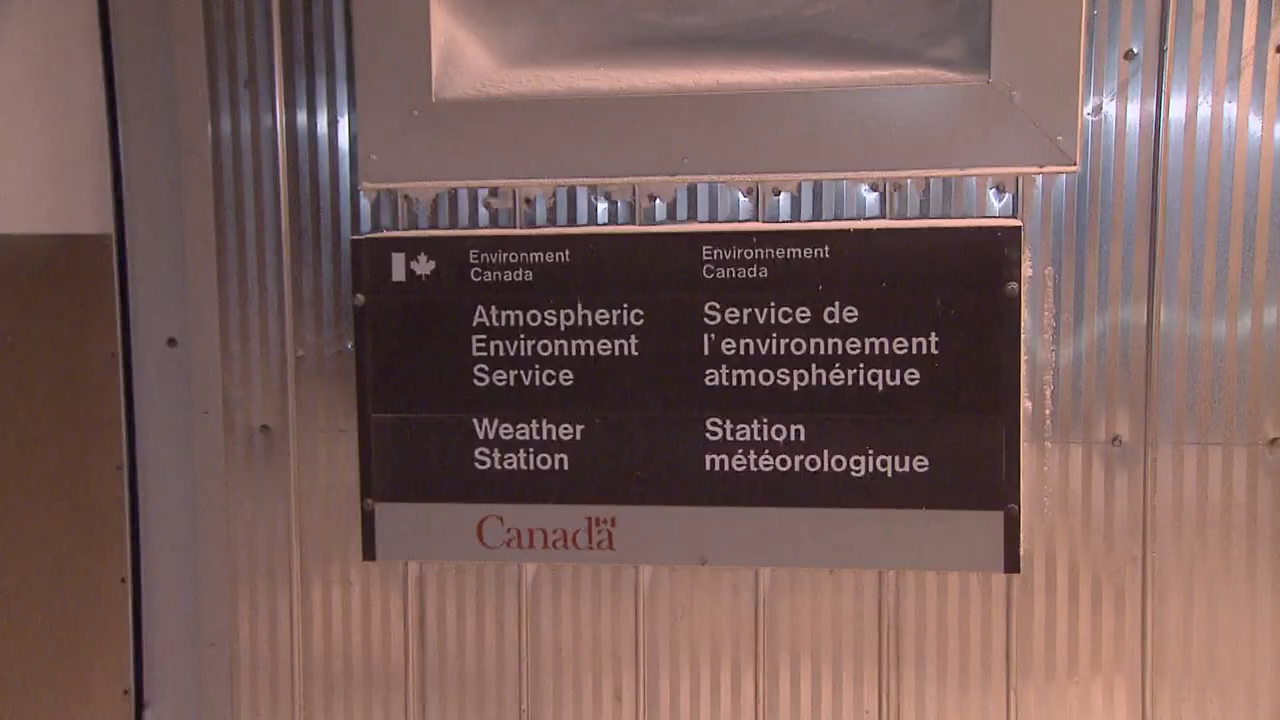 Environment
Canada
Environnement
Canada
Atmospheric
Environment
Service
Service de
l'environnement
atmosphérique
Weather
Station
Station
météorologique
Canada